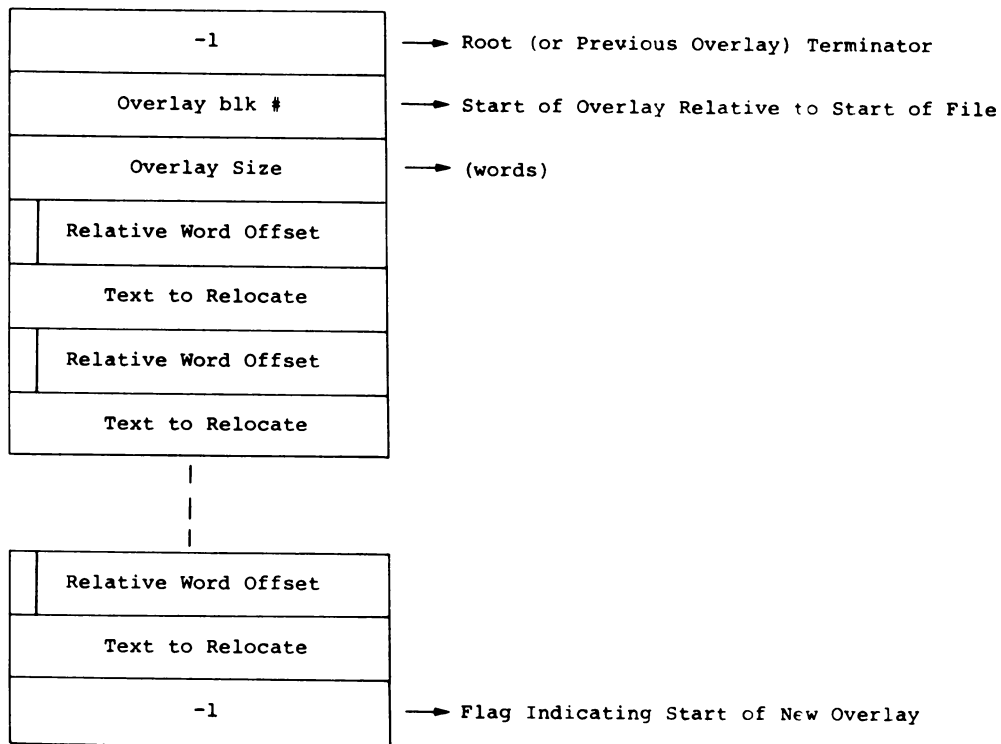 -1 Root (or Previous Overlay) Terminator
Overlay blk # Start of Overlay Relative to Start of File
Overlay Size (words)
Relative Word Offset
Text to Relocate
Relative Word Offset
Text to Relocate
Relative Word Offset
Text to Relocate
-1 Flag Indicating Start of New Overlay